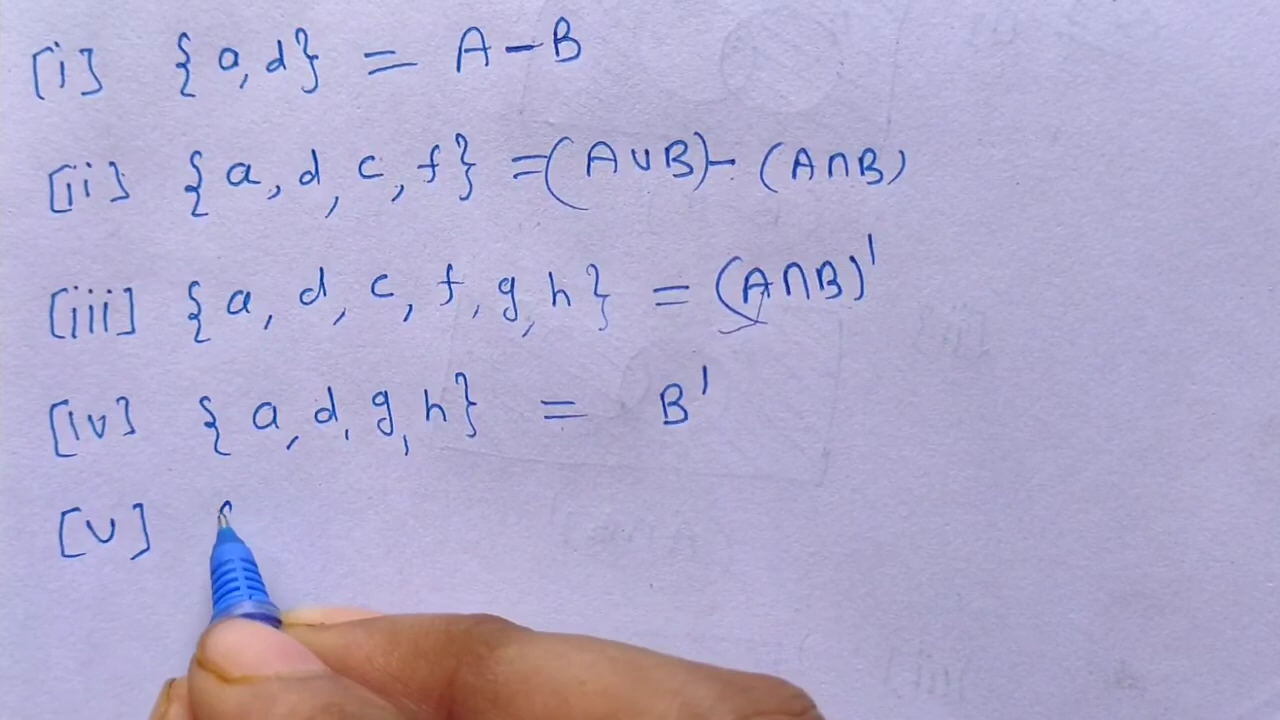 [i] {a, d} = A - B
[ii] {a, d, c, f} = (A ∪ B) - (A ∩ B)
[iii] {a, d, c, f, g, h} = (A ∩ B)'
[iv] {a, d, g, h} = B'
[v]